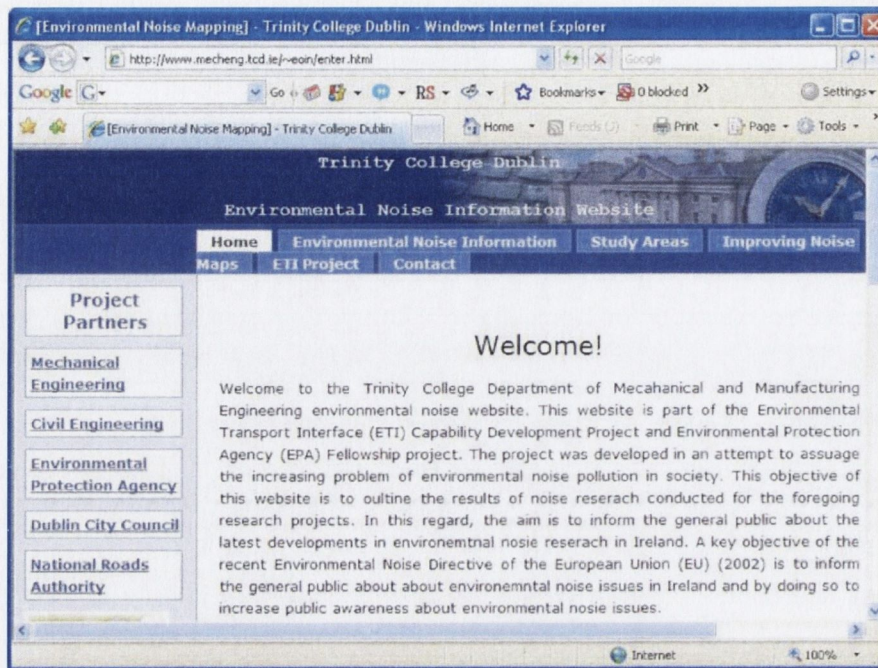 [Environmental Noise Mapping] - Trinity College Dublin - Windows Internet Explorer
http://www.mecheng.tcd.ie/~eoin/enter.html
Google
Google G Go RS Bookmarks 0 blocked » Settings
[Environmental Noise Mapping] - Trinity College Dublin Home Feeds (J) Print Page Tools »
Trinity College Dublin
Environmental Noise Information Website
Home Environmental Noise Information Study Areas Improving Noise
Maps ETI Project Contact
Project
Partners
Mechanical
Engineering
Civil Engineering
Environmental
Protection Agency
Dublin City Council
National Roads
Authority
Welcome!
Welcome to the Trinity College Department of Mecahanical and Manufacturing
Engineering environmental noise website. This website is part of the Environmental
Transport Interface (ETI) Capability Development Project and Environmental Protection
Agency (EPA) Fellowship project. The project was developed in an attempt to assuage
the increasing problem of environmental noise pollution in society. This objective of
this website is to oultine the results of noise reserach conducted for the foregoing
research projects. In this regard, the aim is to inform the general public about the
latest developments in environemtnal nosie reserach in Ireland. A key objective of the
recent Environmental Noise Directive of the European Union (EU) (2002) is to inform
the general public about about environemntal noise issues in Ireland and by doing so to
increase public awareness about environmental nosie issues.
Internet 100%